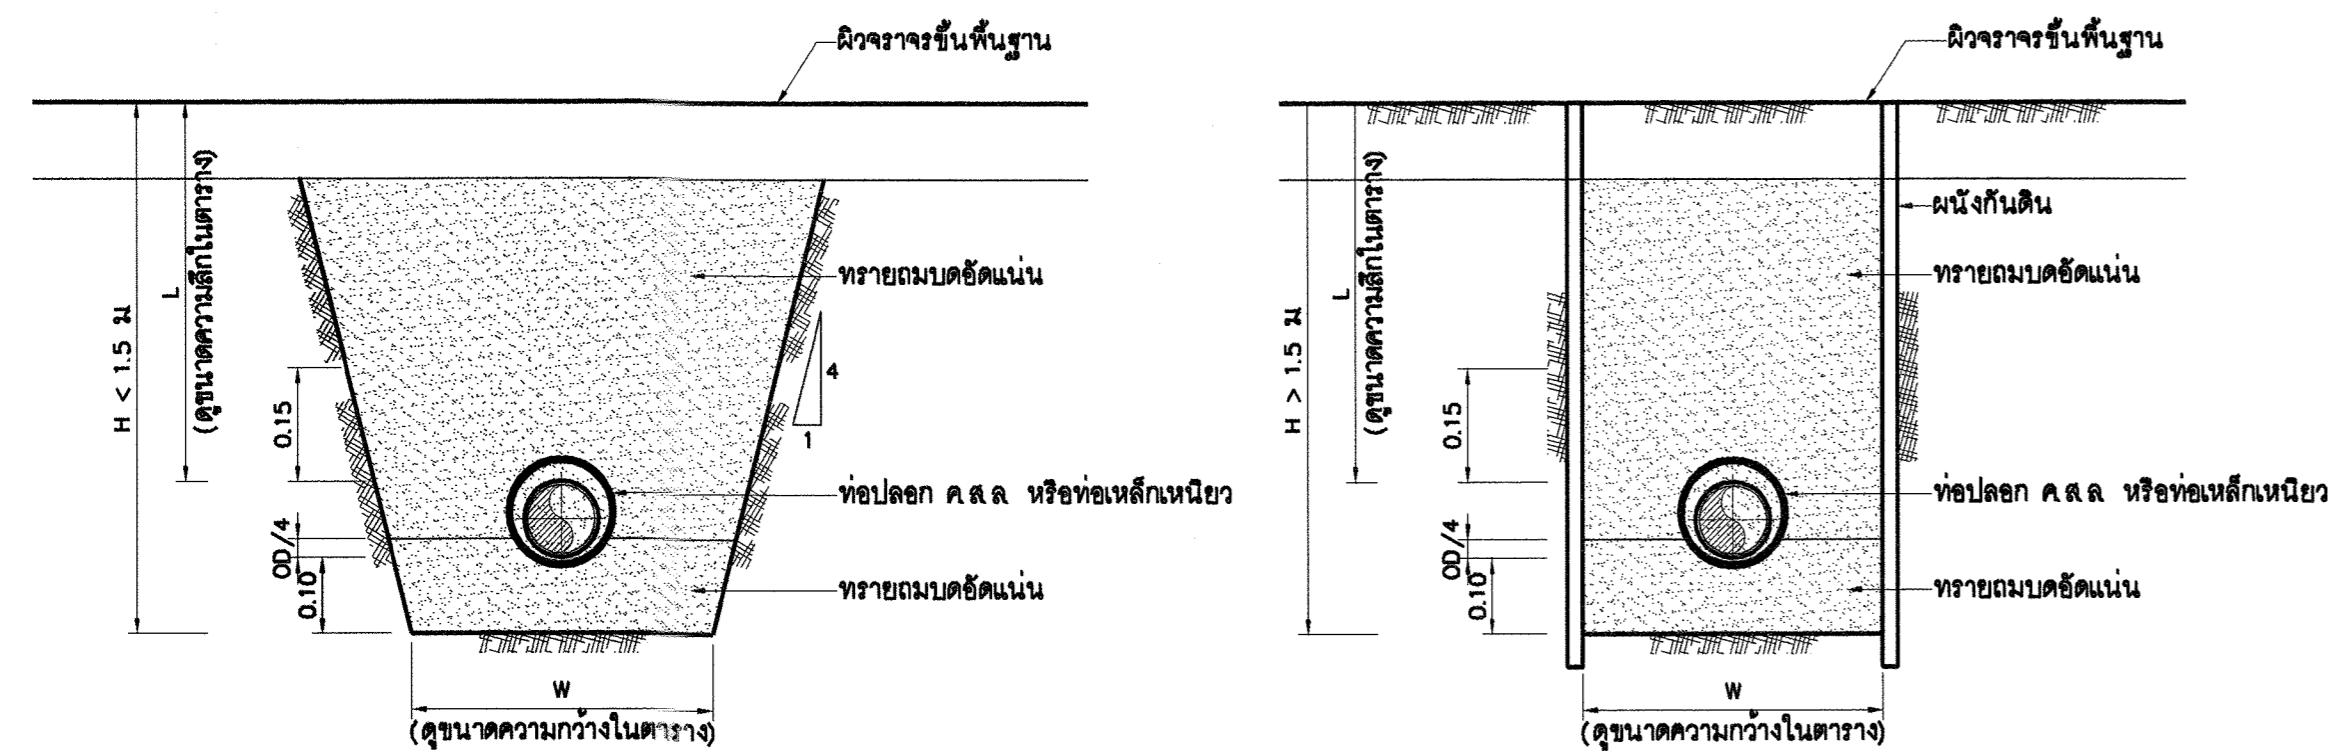 ผิวจราจรขึ้นพื้นฐาน
H < 1.5 ม
L
(ดูขนาดความลึกในตาราง)
ทรายถมบดอัดแน่น
4
1
0.15
ท่อปลอก ค.ส.ล. หรือท่อเหล็กเหนียว
OD/4
0.10
ทรายถมบดอัดแน่น
W
(ดูขนาดความกว้างในตาราง)
ผิวจราจรขึ้นพื้นฐาน
H > 1.5 ม
L
(ดูขนาดความลึกในตาราง)
ผนังกันดิน
ทรายถมบดอัดแน่น
0.15
ท่อปลอก ค.ส.ล. หรือท่อเหล็กเหนียว
OD/4
0.10
ทรายถมบดอัดแน่น
W
(ดูขนาดความกว้างในตาราง)